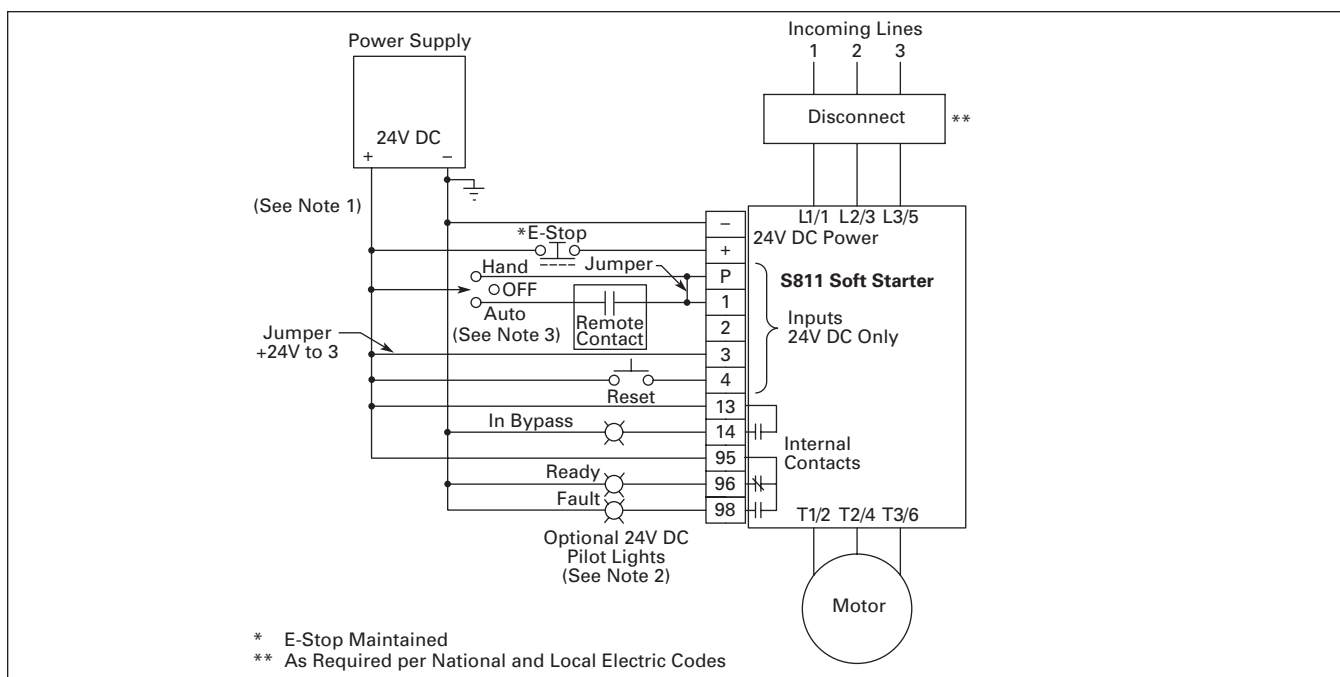 Incoming Lines
1 2 3
Power Supply
Disconnect
**
24V DC
+ –
(See Note 1)
L1/1 L2/3 L3/5
–
24V DC Power
*E-Stop
+
Hand
Jumper
P
S811 Soft Starter
OFF
1
Inputs
24V DC Only
Auto
(See Note 3)
Remote
Contact
2
Jumper
+24V to 3
3
4
Reset
13
In Bypass
14
Internal
Contacts
95
Ready
96
Fault
98
T1/2 T2/4 T3/6
Optional 24V DC
Pilot Lights
(See Note 2)
Motor
* E-Stop Maintained
** As Required per National and Local Electric Codes